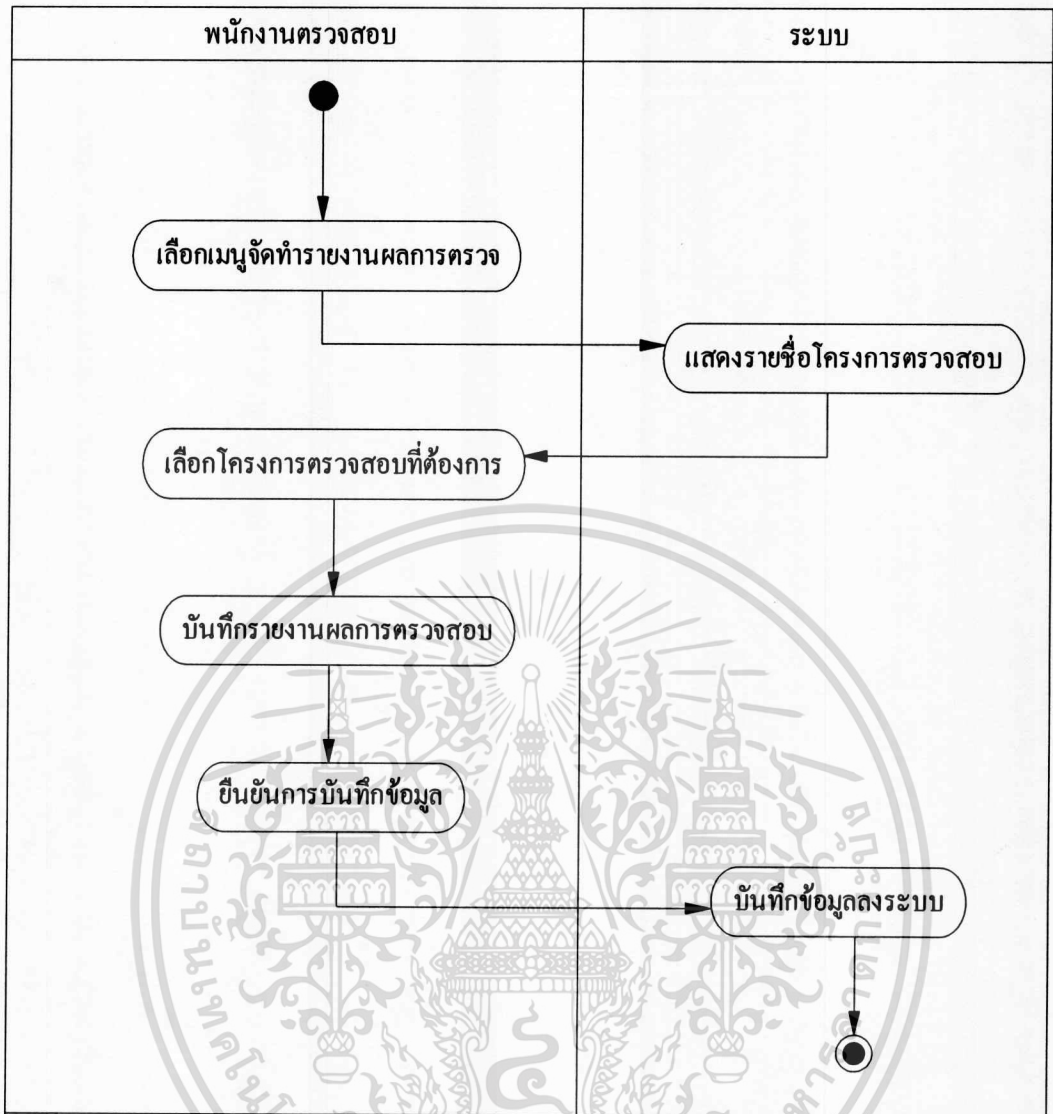 พนักงานตรวจสอบ
ระบบ
เลือกเมนูจัดทำรายงานผลการตรวจ
แสดงรายชื่อโครงการตรวจสอบ
เลือกโครงการตรวจสอบที่ต้องการ
บันทึกรายงานผลการตรวจสอบ
ยืนยันการบันทึกข้อมูล
บันทึกข้อมูลลงระบบ